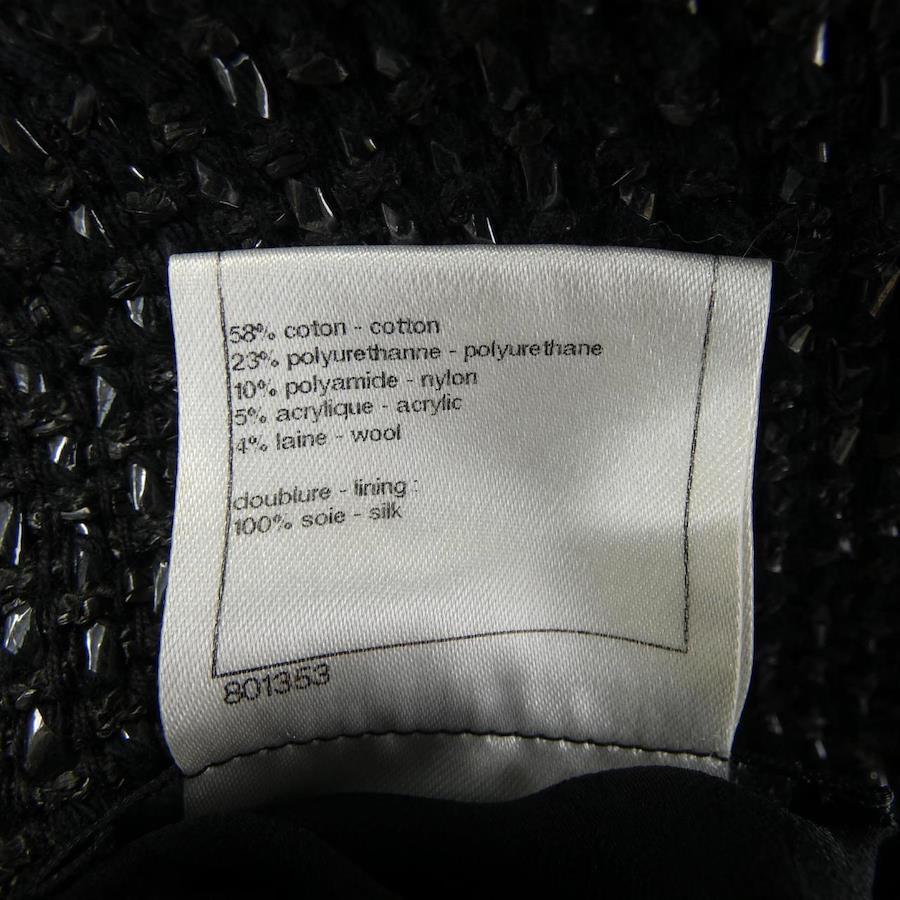 58% coton - cotton
23% polyurethanne - polyurethane
10% polyamide - nylon
5% acrylique - acrylic
4% laine - wool
doublure - lining :
100% soie - silk
801353